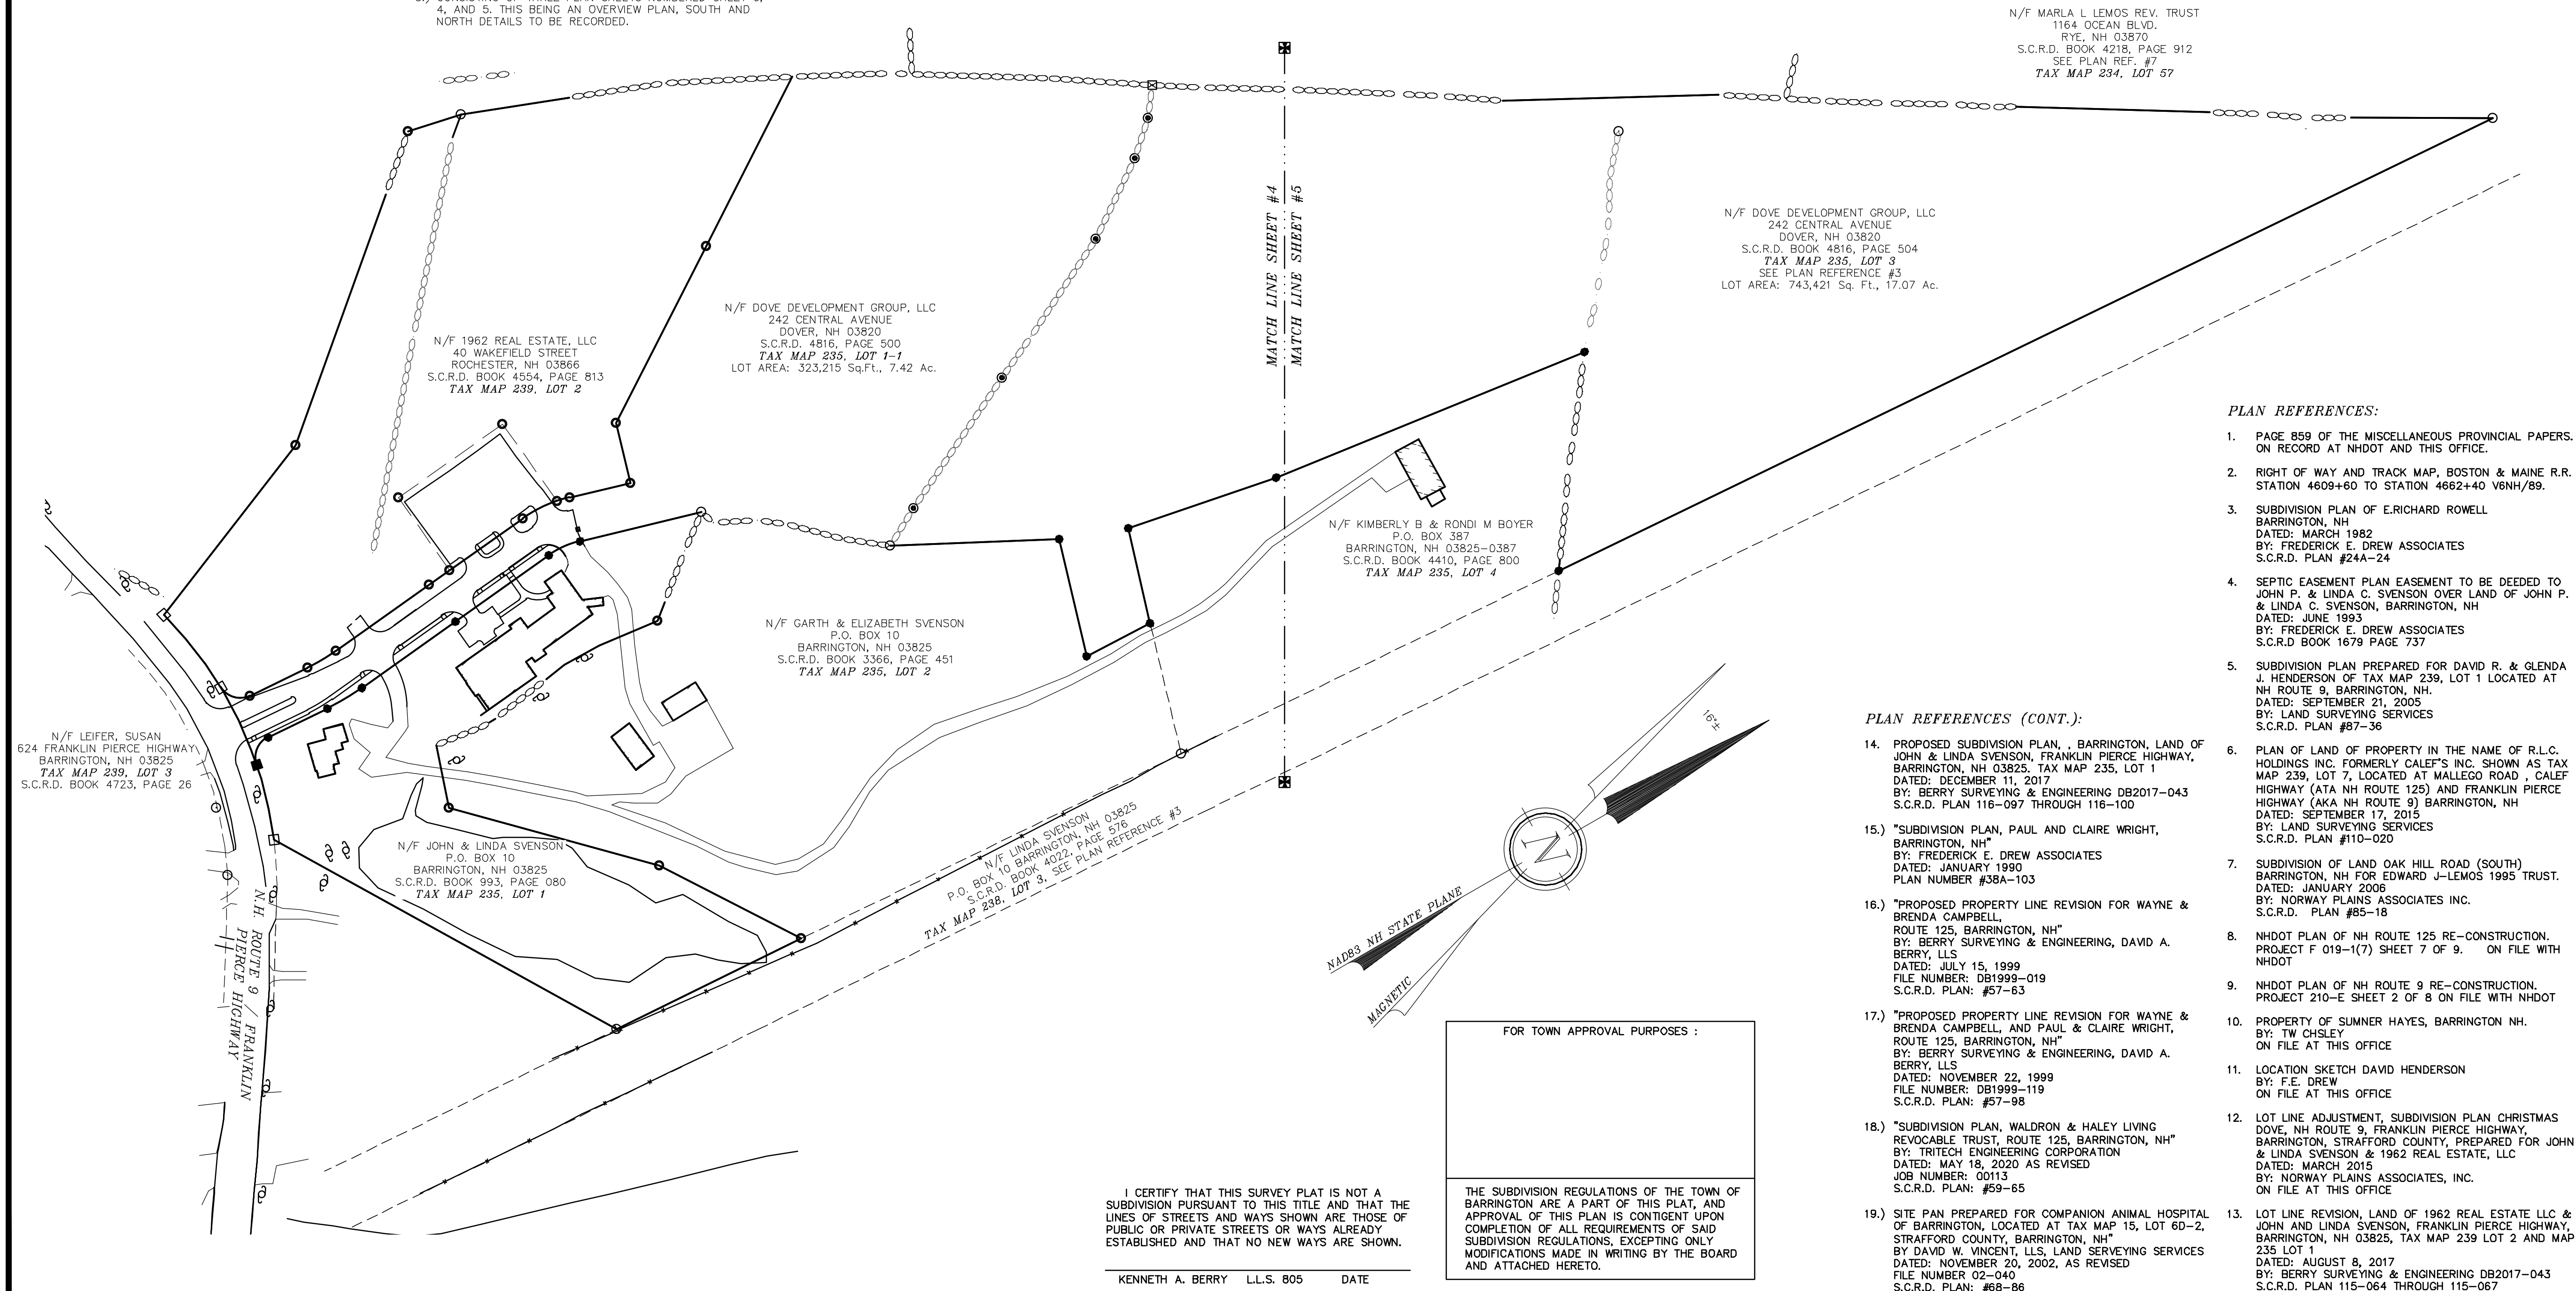 4, AND 5. THIS BEING AN OVERVIEW PLAN, SOUTH AND
NORTH DETAILS TO BE RECORDED.
N/F MARLA L LEMOS REV. TRUST
1164 OCEAN BLVD.
RYE, NH 03870
S.C.R.D. BOOK 4218, PAGE 912
SEE PLAN REF. #7
TAX MAP 234, LOT 57
MATCH LINE SHEET #4
MATCH LINE SHEET #5
N/F DOVE DEVELOPMENT GROUP, LLC
242 CENTRAL AVENUE
DOVER, NH 03820
S.C.R.D. BOOK 4816, PAGE 504
TAX MAP 235, LOT 3
SEE PLAN REFERENCE #3
LOT AREA: 743,421 Sq. Ft., 17.07 Ac.
N/F DOVE DEVELOPMENT GROUP, LLC
242 CENTRAL AVENUE
DOVER, NH 03820
S.C.R.D. 4816, PAGE 500
TAX MAP 235, LOT 1-1
LOT AREA: 323,215 Sq.Ft., 7.42 Ac.
N/F 1962 REAL ESTATE, LLC
40 WAKEFIELD STREET
ROCHESTER, NH 03866
S.C.R.D. BOOK 4554, PAGE 813
TAX MAP 239, LOT 2
N/F KIMBERLY B & RONDI M BOYER
P.O. BOX 387
BARRINGTON, NH 03825-0387
S.C.R.D. BOOK 4410, PAGE 800
TAX MAP 235, LOT 4
N/F GARTH & ELIZABETH SVENSON
P.O. BOX 10
BARRINGTON, NH 03825
S.C.R.D. BOOK 3366, PAGE 451
TAX MAP 235, LOT 2
N/F LEIFER, SUSAN
624 FRANKLIN PIERCE HIGHWAY
BARRINGTON, NH 03825
TAX MAP 239, LOT 3
S.C.R.D. BOOK 4723, PAGE 26
N/F JOHN & LINDA SVENSON
P.O. BOX 10
BARRINGTON, NH 03825
S.C.R.D. BOOK 993, PAGE 080
TAX MAP 235, LOT 1
N/F LINDA SVENSON
P.O. BOX 10 BARRINGTON, NH 03825
S.C.R.D. BOOK 4022, PAGE 576
TAX MAP 238, LOT 3, SEE PLAN REFERENCE #3
N.H. ROUTE 9 / FRANKLIN
PIERCE HIGHWAY
16°±
N
NAD83 NH STATE PLANE
MAGNETIC
I CERTIFY THAT THIS SURVEY PLAT IS NOT A
SUBDIVISION PURSUANT TO THIS TITLE AND THAT THE
LINES OF STREETS AND WAYS SHOWN ARE THOSE OF
PUBLIC OR PRIVATE STREETS OR WAYS ALREADY
ESTABLISHED AND THAT NO NEW WAYS ARE SHOWN.
KENNETH A. BERRY L.L.S. 805 DATE
FOR TOWN APPROVAL PURPOSES :
THE SUBDIVISION REGULATIONS OF THE TOWN OF
BARRINGTON ARE A PART OF THIS PLAT, AND
APPROVAL OF THIS PLAN IS CONTIGENT UPON
COMPLETION OF ALL REQUIREMENTS OF SAID
SUBDIVISION REGULATIONS, EXCEPTING ONLY
MODIFICATIONS MADE IN WRITING BY THE BOARD
AND ATTACHED HERETO.
PLAN REFERENCES:
1. PAGE 859 OF THE MISCELLANEOUS PROVINCIAL PAPERS.
ON RECORD AT NHDOT AND THIS OFFICE.
2. RIGHT OF WAY AND TRACK MAP, BOSTON & MAINE R.R.
STATION 4609+60 TO STATION 4662+40 V6NH/89.
3. SUBDIVISION PLAN OF E.RICHARD ROWELL
BARRINGTON, NH
DATED: MARCH 1982
BY: FREDERICK E. DREW ASSOCIATES
S.C.R.D. PLAN #24A-24
4. SEPTIC EASEMENT PLAN EASEMENT TO BE DEEDED TO
JOHN P. & LINDA C. SVENSON OVER LAND OF JOHN P.
& LINDA C. SVENSON, BARRINGTON, NH
DATED: JUNE 1993
BY: FREDERICK E. DREW ASSOCIATES
S.C.R.D BOOK 1679 PAGE 737
5. SUBDIVISION PLAN PREPARED FOR DAVID R. & GLENDA
J. HENDERSON OF TAX MAP 239, LOT 1 LOCATED AT
NH ROUTE 9, BARRINGTON, NH.
DATED: SEPTEMBER 21, 2005
BY: LAND SURVEYING SERVICES
S.C.R.D. PLAN #87-36
6. PLAN OF LAND OF PROPERTY IN THE NAME OF R.L.C.
HOLDINGS INC. FORMERLY CALEF'S INC. SHOWN AS TAX
MAP 239, LOT 7, LOCATED AT MALLEGO ROAD , CALEF
HIGHWAY (ATA NH ROUTE 125) AND FRANKLIN PIERCE
HIGHWAY (AKA NH ROUTE 9) BARRINGTON, NH
DATED: SEPTEMBER 17, 2015
BY: LAND SURVEYING SERVICES
S.C.R.D. PLAN #110-020
7. SUBDIVISION OF LAND OAK HILL ROAD (SOUTH)
BARRINGTON, NH FOR EDWARD J-LEMOS 1995 TRUST.
DATED: JANUARY 2006
BY: NORWAY PLAINS ASSOCIATES INC.
S.C.R.D. PLAN #85-18
8. NHDOT PLAN OF NH ROUTE 125 RE-CONSTRUCTION.
PROJECT F 019-1(7) SHEET 7 OF 9. ON FILE WITH
NHDOT
9. NHDOT PLAN OF NH ROUTE 9 RE-CONSTRUCTION.
PROJECT 210-E SHEET 2 OF 8 ON FILE WITH NHDOT
10. PROPERTY OF SUMNER HAYES, BARRINGTON NH.
BY: TW CHSLEY
ON FILE AT THIS OFFICE
11. LOCATION SKETCH DAVID HENDERSON
BY: F.E. DREW
ON FILE AT THIS OFFICE
12. LOT LINE ADJUSTMENT, SUBDIVISION PLAN CHRISTMAS
DOVE, NH ROUTE 9, FRANKLIN PIERCE HIGHWAY,
BARRINGTON, STRAFFORD COUNTY, PREPARED FOR JOHN
& LINDA SVENSON & 1962 REAL ESTATE, LLC
DATED: MARCH 2015
BY: NORWAY PLAINS ASSOCIATES, INC.
ON FILE AT THIS OFFICE
13. LOT LINE REVISION, LAND OF 1962 REAL ESTATE LLC &
JOHN AND LINDA SVENSON, FRANKLIN PIERCE HIGHWAY,
BARRINGTON, NH 03825, TAX MAP 239 LOT 2 AND MAP
235 LOT 1
DATED: AUGUST 8, 2017
BY: BERRY SURVEYING & ENGINEERING DB2017-043
S.C.R.D. PLAN 115-064 THROUGH 115-067
PLAN REFERENCES (CONT.):
14. PROPOSED SUBDIVISION PLAN, , BARRINGTON, LAND OF
JOHN & LINDA SVENSON, FRANKLIN PIERCE HIGHWAY,
BARRINGTON, NH 03825. TAX MAP 235, LOT 1
DATED: DECEMBER 11, 2017
BY: BERRY SURVEYING & ENGINEERING DB2017-043
S.C.R.D. PLAN 116-097 THROUGH 116-100
15.) "SUBDIVISION PLAN, PAUL AND CLAIRE WRIGHT,
BARRINGTON, NH"
BY: FREDERICK E. DREW ASSOCIATES
DATED: JANUARY 1990
PLAN NUMBER #38A-103
16.) "PROPOSED PROPERTY LINE REVISION FOR WAYNE &
BRENDA CAMPBELL,
ROUTE 125, BARRINGTON, NH"
BY: BERRY SURVEYING & ENGINEERING, DAVID A.
BERRY, LLS
DATED: JULY 15, 1999
FILE NUMBER: DB1999-019
S.C.R.D. PLAN: #57-63
17.) "PROPOSED PROPERTY LINE REVISION FOR WAYNE &
BRENDA CAMPBELL, AND PAUL & CLAIRE WRIGHT,
ROUTE 125, BARRINGTON, NH"
BY: BERRY SURVEYING & ENGINEERING, DAVID A.
BERRY, LLS
DATED: NOVEMBER 22, 1999
FILE NUMBER: DB1999-119
S.C.R.D. PLAN: #57-98
18.) "SUBDIVISION PLAN, WALDRON & HALEY LIVING
REVOCABLE TRUST, ROUTE 125, BARRINGTON, NH"
BY: TRITECH ENGINEERING CORPORATION
DATED: MAY 18, 2020 AS REVISED
JOB NUMBER: 00113
S.C.R.D. PLAN: #59-65
19.) SITE PAN PREPARED FOR COMPANION ANIMAL HOSPITAL
OF BARRINGTON, LOCATED AT TAX MAP 15, LOT 6D-2,
STRAFFORD COUNTY, BARRINGTON, NH"
BY DAVID W. VINCENT, LLS, LAND SERVEYING SERVICES
DATED: NOVEMBER 20, 2002, AS REVISED
FILE NUMBER 02-040
S.C.R.D. PLAN: #68-86